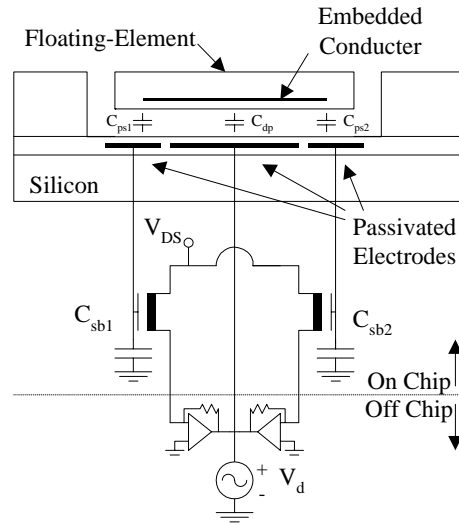 Embedded
Conducter
Floating-Element
C_ps1
C_dp
C_ps2
Silicon
Passivated
Electrodes
V_DS
C_sb1
C_sb2
On Chip
Off Chip
+
-
V_d